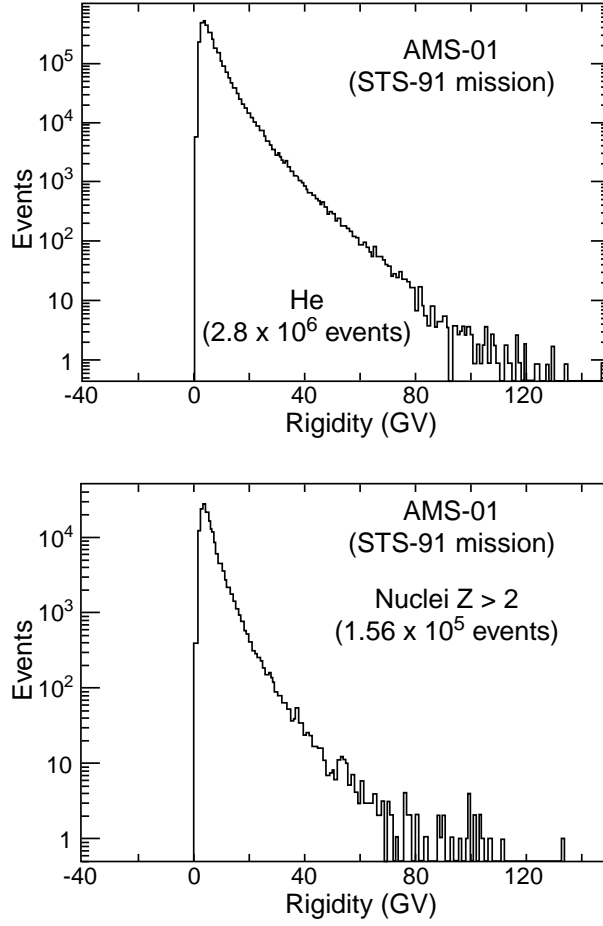 10^5
10^4
10^3
10^2
10
1
Events
AMS-01
(STS-91 mission)
He
(2.8 x 10^6 events)
-40
0
40
80
120
Rigidity (GV)
10^4
10^3
10^2
10
1
Events
AMS-01
(STS-91 mission)
Nuclei Z > 2
(1.56 x 10^5 events)
-40
0
40
80
120
Rigidity (GV)